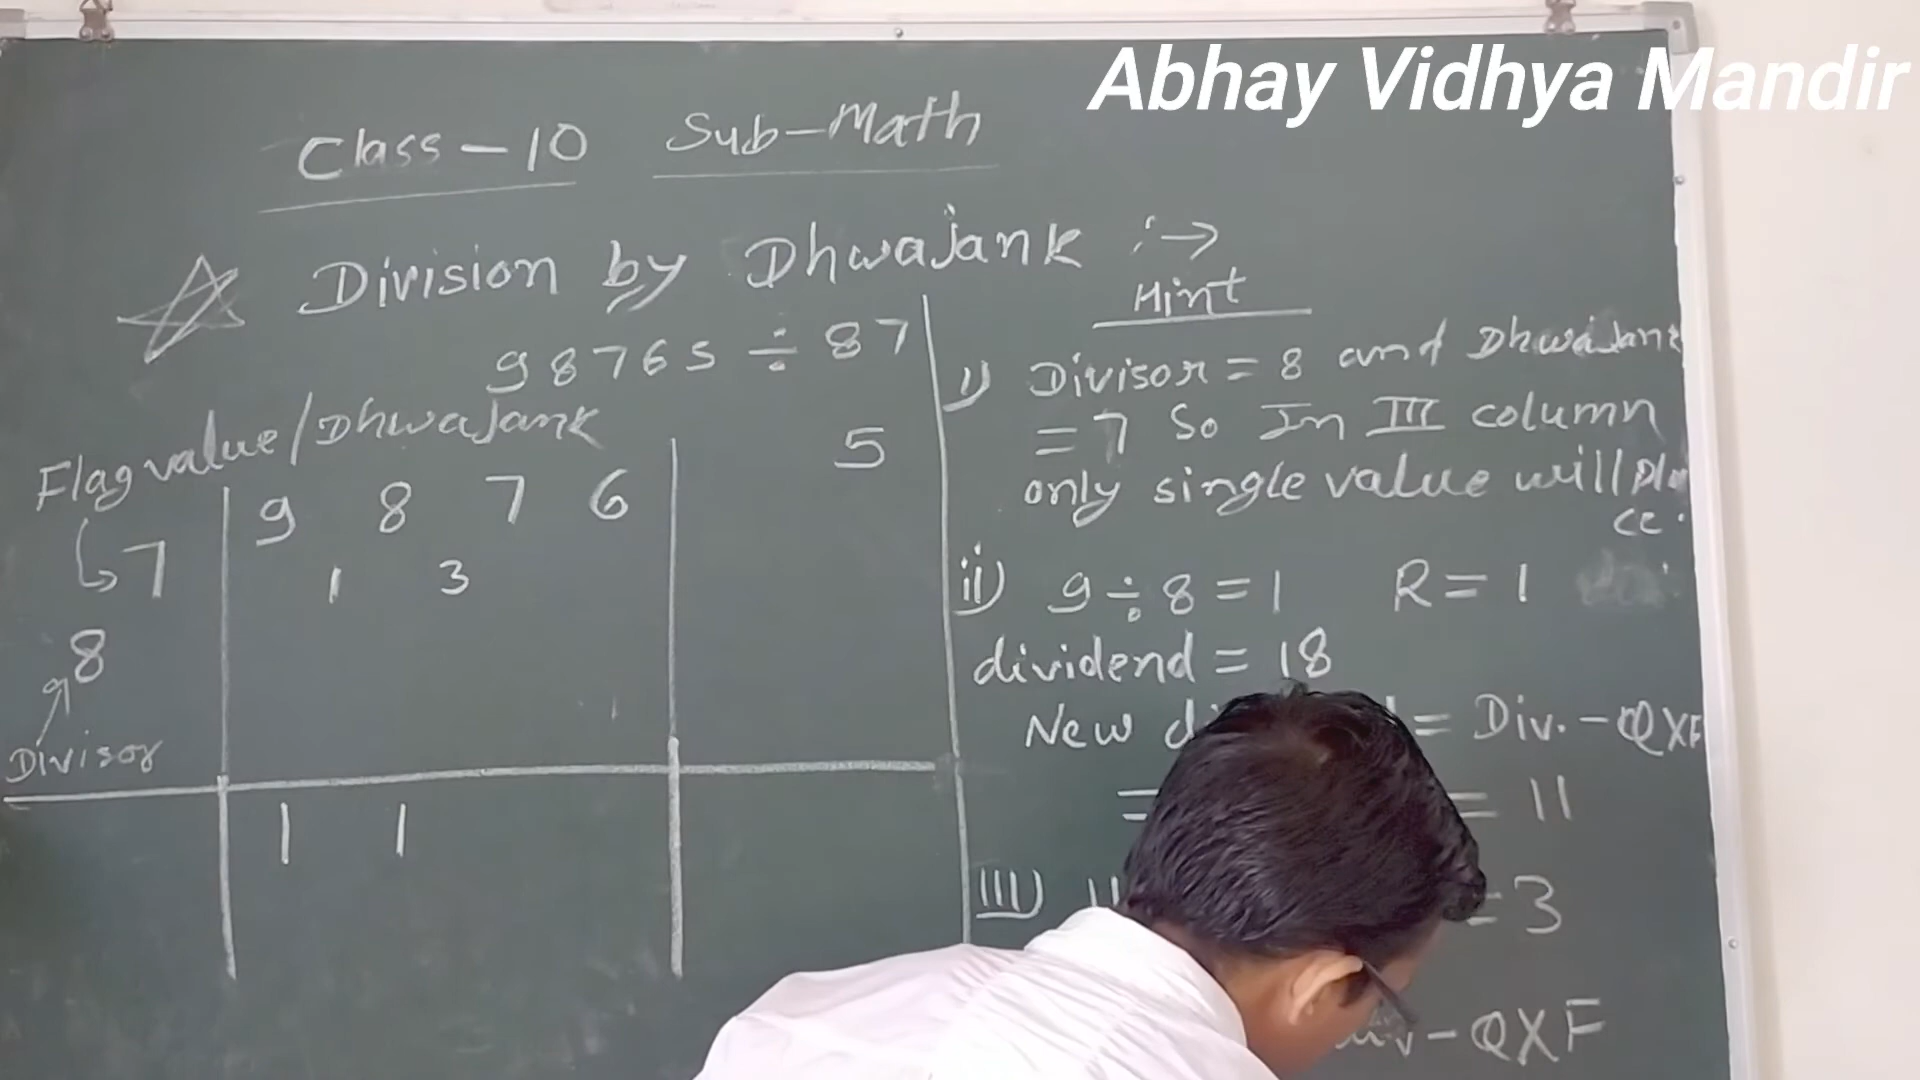 Abhay Vidhya Mandir
Class - 10 Sub - Math
Division by Dhwajank :→
98765 ÷ 87
Flag value / Dhwajank
7 9 8 7 6 5
1 3
8
Divisor
1 1
Hint
i) Divisor = 8 and Dhwajank
= 7 So In III column
only single value will pla
ce.
ii) 9 ÷ 8 = 1 R = 1
dividend = 18
New = Div. - Q X F
= = 11
III) = 3
- Q X F